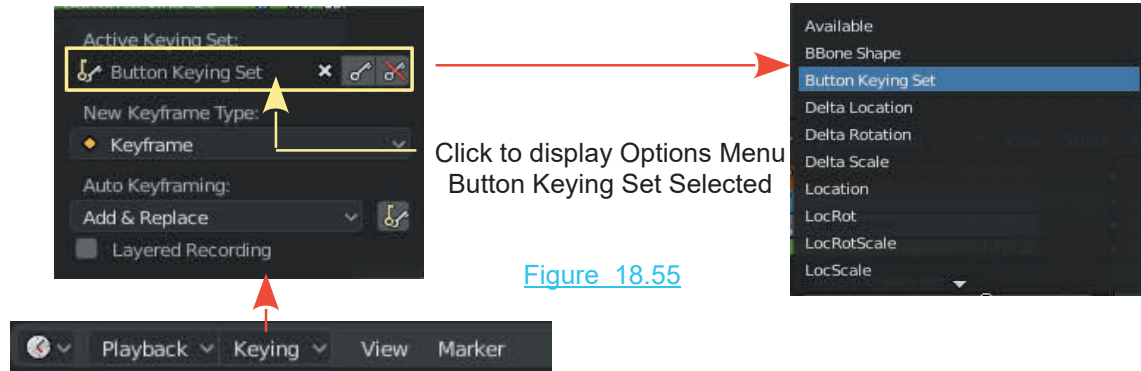 Active Keying Set:
Button Keying Set
New Keyframe Type:
Keyframe
Auto Keyframing:
Add & Replace
Layered Recording
Playback Keying View Marker
Click to display Options Menu
Button Keying Set Selected
Figure 18.55
Available
BBone Shape
Button Keying Set
Delta Location
Delta Rotation
Delta Scale
Location
LocRot
LocRotScale
LocScale